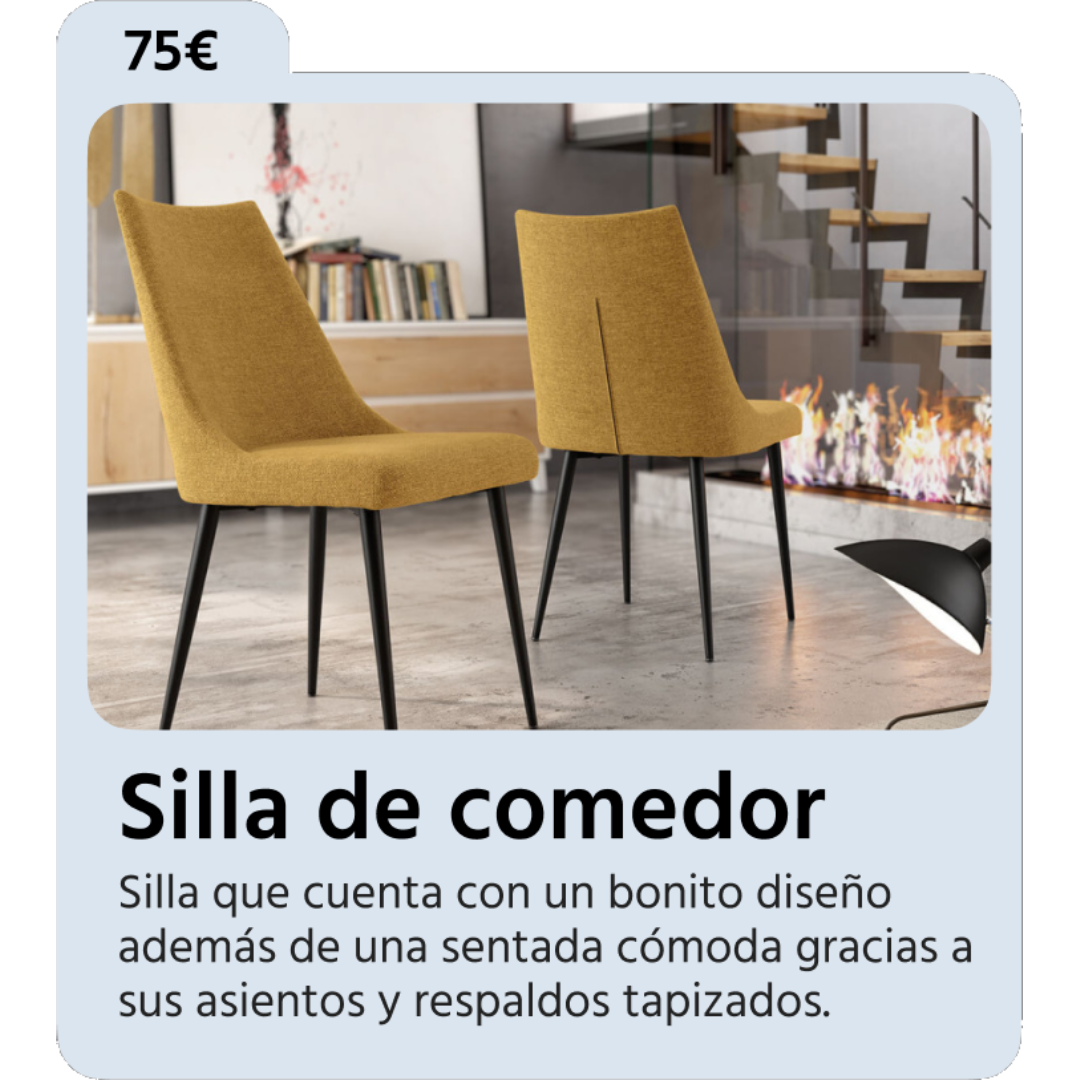 75€
Silla de comedor
Silla que cuenta con un bonito diseño
además de una sentada cómoda gracias a
sus asientos y respaldos tapizados.